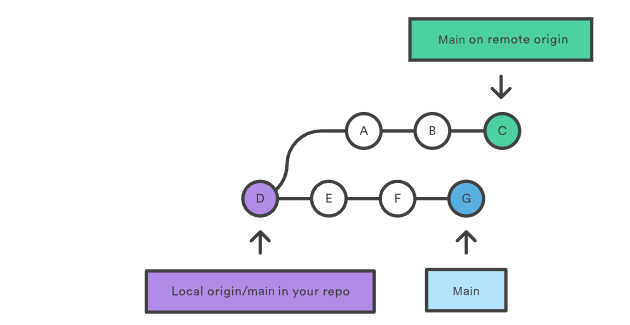 Main on remote origin
A B C
D E F G
Local origin/main in your repo
Main